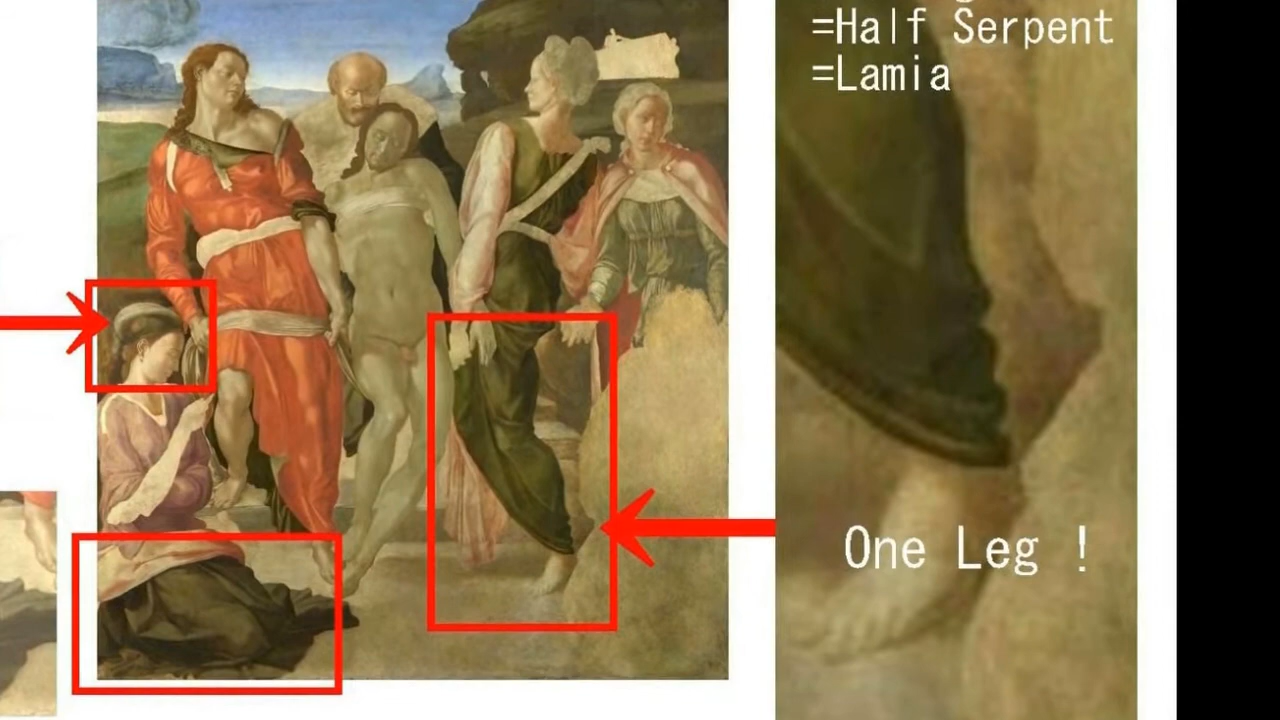 =Half Serpent
=Lamia
One Leg !